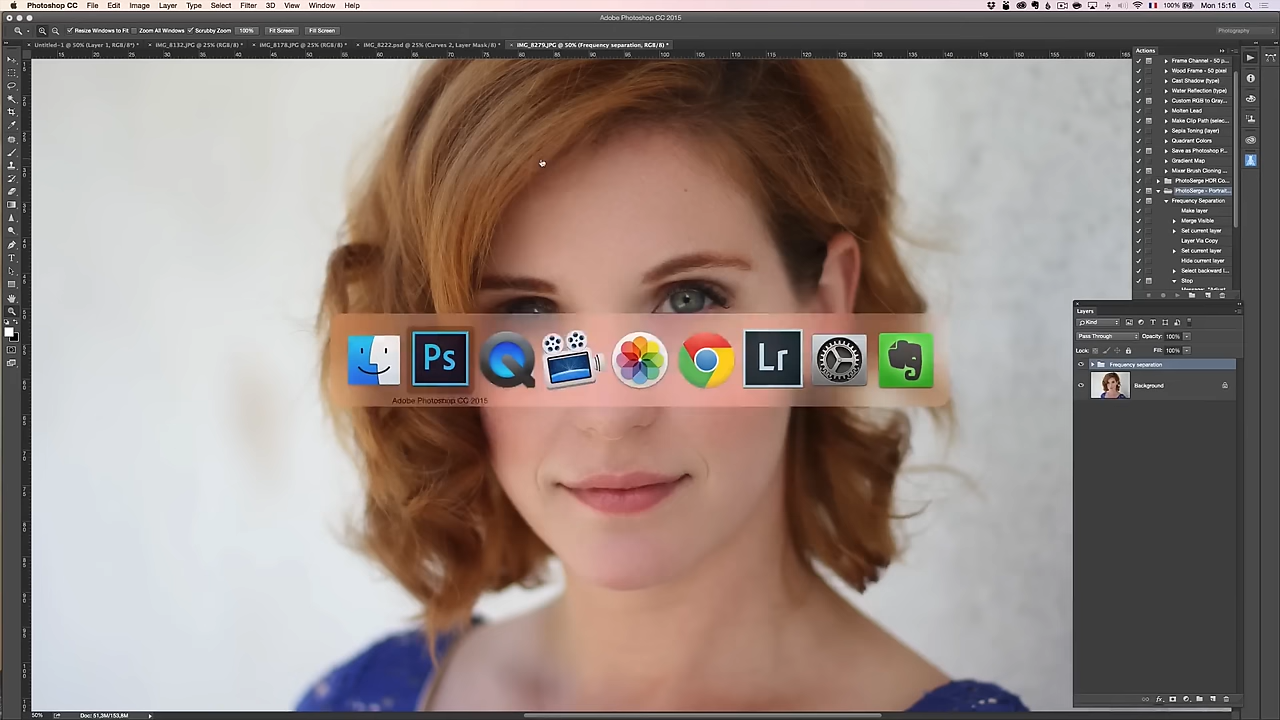 Photoshop CC File Edit Image Layer Type Select Filter 3D View Window Help 100% Mon 15:16
Adobe Photoshop CC 2015
Resize Windows to Fit Zoom All Windows Scrubby Zoom 100% Fit Screen Fill Screen Photography
Untitled-1 @ 50% (Layer 1, RGB/8*) * IMG_8132.JPG @ 25% (RGB/8*) * IMG_8178.JPG @ 25% (RGB/8) * IMG_8222.psd @ 25% (Curves 2, Layer Mask/8) * IMG_8279.JPG @ 50% (Frequency separation, RGB/8) *
Actions
Frame Channel - 50 p...
Wood Frame - 50 pixel
Cast Shadow (type)
Water Reflection (type)
Custom RGB to Gray...
Molten Lead
Make Clip Path (selec...
Sepia Toning (layer)
Quadrant Colors
Save as Photoshop P...
Gradient Map
Mixer Brush Cloning ...
PhotoSerge HDR Co...
PhotoSerge - Portrait...
Frequency Separation
Make layer
Merge Visible
Set current layer
Layer Via Copy
Set current layer
Hide current layer
Select backward l...
Stop
Layers
Kind
Pass Through Opacity: 100%
Lock: Fill: 100%
Frequency separation
Background
Ps
Lr
Adobe Photoshop CC 2015
50% Doc: 51,3M/153,8M